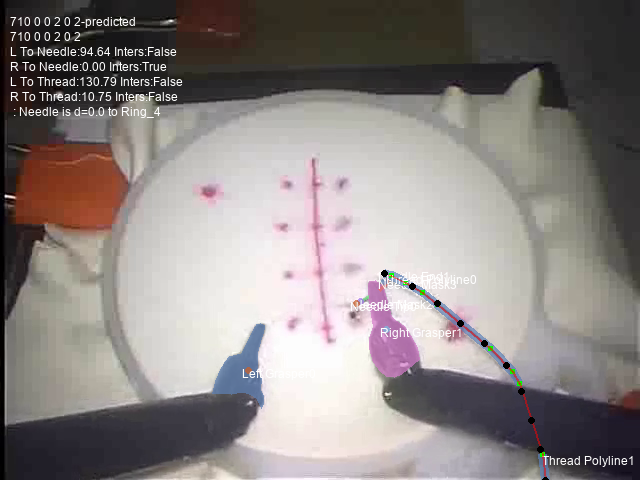 710 0 0 2 0 2-predicted
710 0 0 2 0 2
L To Needle:94.64 Inters:False
R To Needle:0.00 Inters:True
L To Thread:130.79 Inters:False
R To Thread:10.75 Inters:False
: Needle is d=0.0 to Ring_4
Right Grasper1
Thread Polyline1